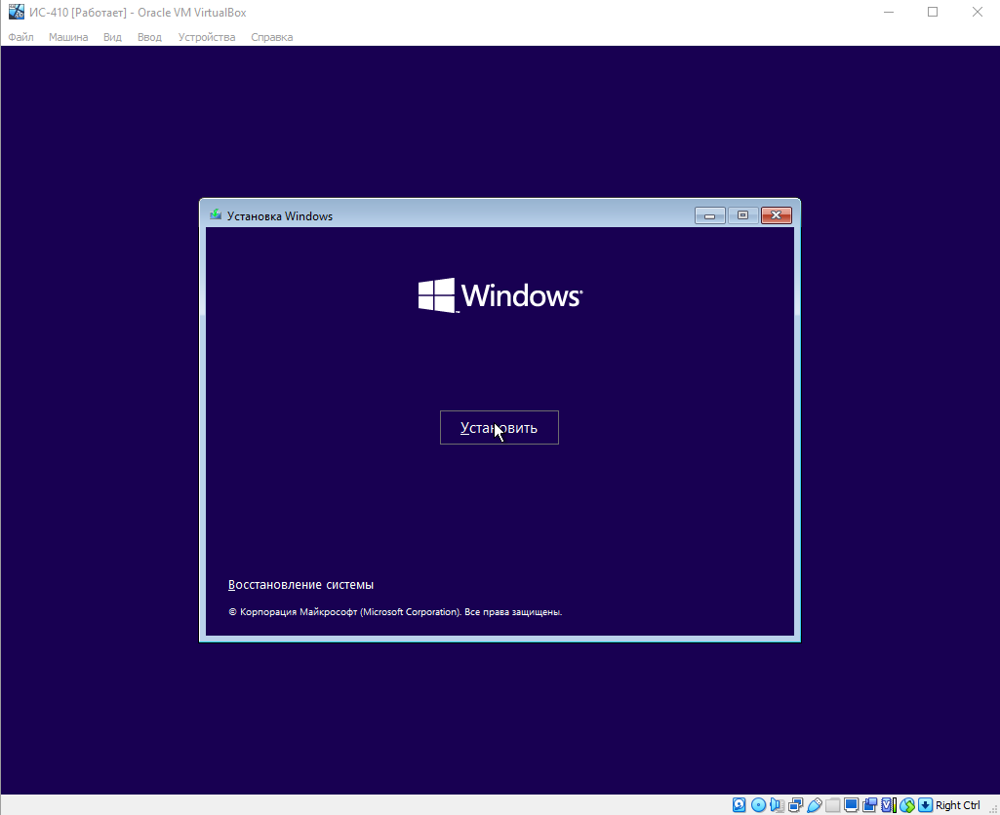 ИС-410 [Работает] - Oracle VM VirtualBox
Файл Машина Вид Ввод Устройства Справка
Установка Windows
Windows
Установить
Восстановление системы
© Корпорация Майкрософт (Microsoft Corporation). Все права защищены.
Right Ctrl